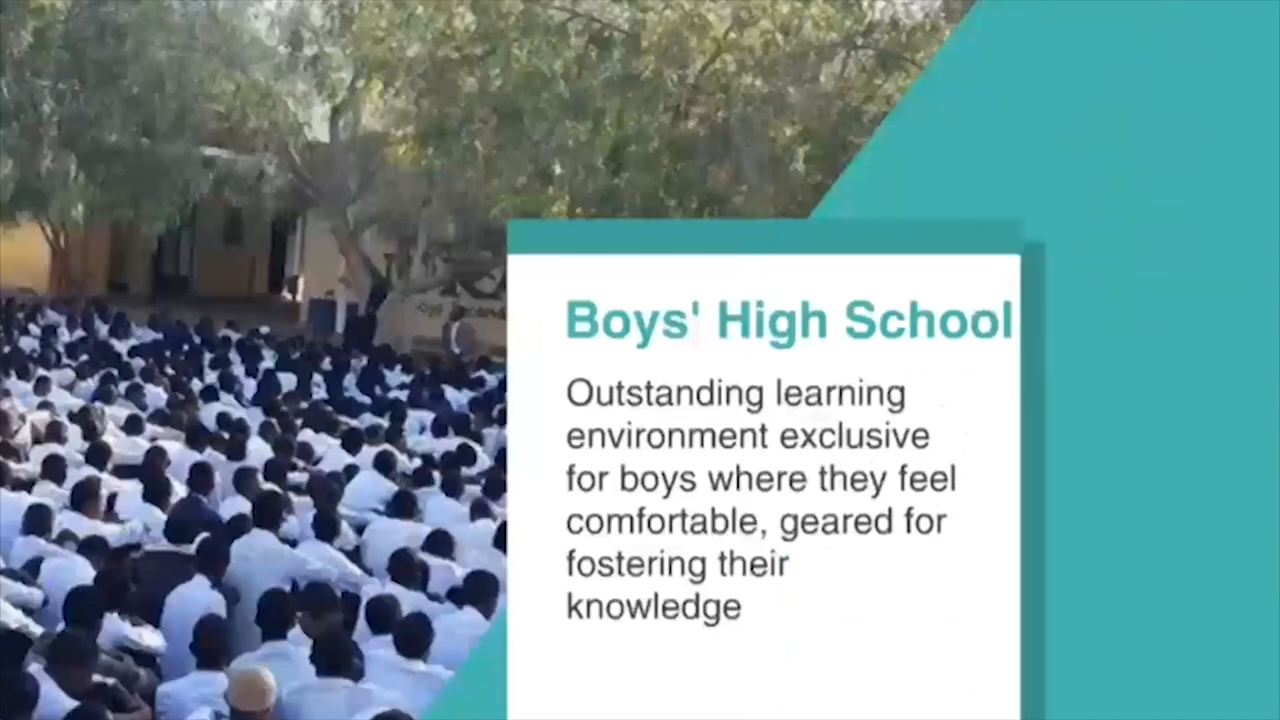 Boys' High School
Outstanding learning
environment exclusive
for boys where they feel
comfortable, geared for
fostering their
knowledge